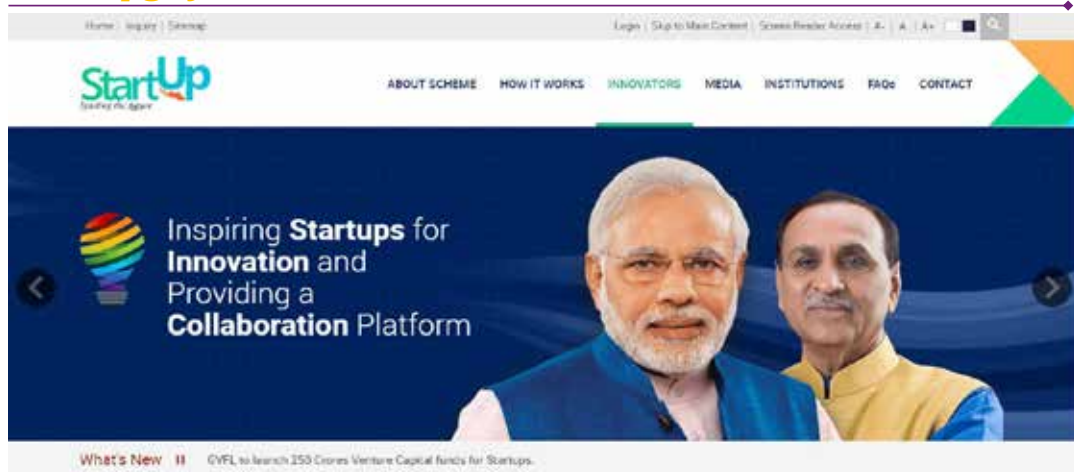 Home | Inquiry | Sitemap
Login | Skip to Main Content | Screen Reader Access | A- | A | A+
StartUp
ABOUT SCHEME HOW IT WORKS INNOVATORS MEDIA INSTITUTIONS FAQs CONTACT
Inspiring Startups for
Innovation and
Providing a
Collaboration Platform
What's New GVFL to launch 250 Crores Venture Capital funds for Startups.